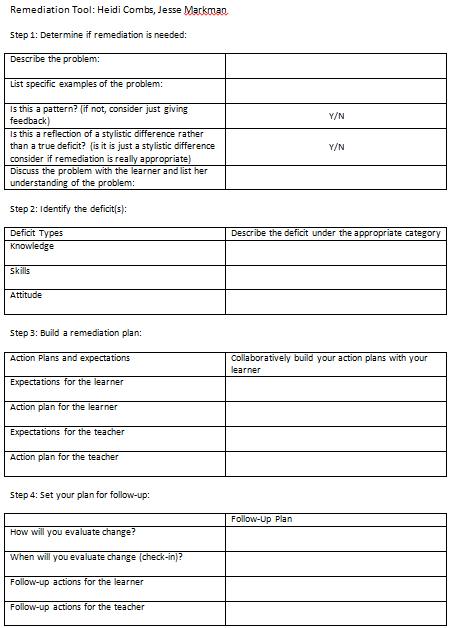 Remediation Tool: Heidi Combs, Jesse Markman,
Step 1: Determine if remediation is needed:
Describe the problem:
List specific examples of the problem:
Is this a pattern? (if not, consider just giving
feedback)
Y/N
Is this a reflection of a stylistic difference rather
than a true deficit? (is it is just a stylistic difference
consider if remediation is really appropriate)
Y/N
Discuss the problem with the learner and list her
understanding of the problem:
Step 2: Identify the deficit(s):
Deficit Types
Describe the deficit under the appropriate category
Knowledge
Skills
Attitude
Step 3: Build a remediation plan:
Action Plans and expectations
Collaboratively build your action plans with your
learner
Expectations for the learner
Action plan for the learner
Expectations for the teacher
Action plan for the teacher
Step 4: Set your plan for follow-up:
Follow-Up Plan
How will you evaluate change?
When will you evaluate change (check-in)?
Follow-up actions for the learner
Follow-up actions for the teacher